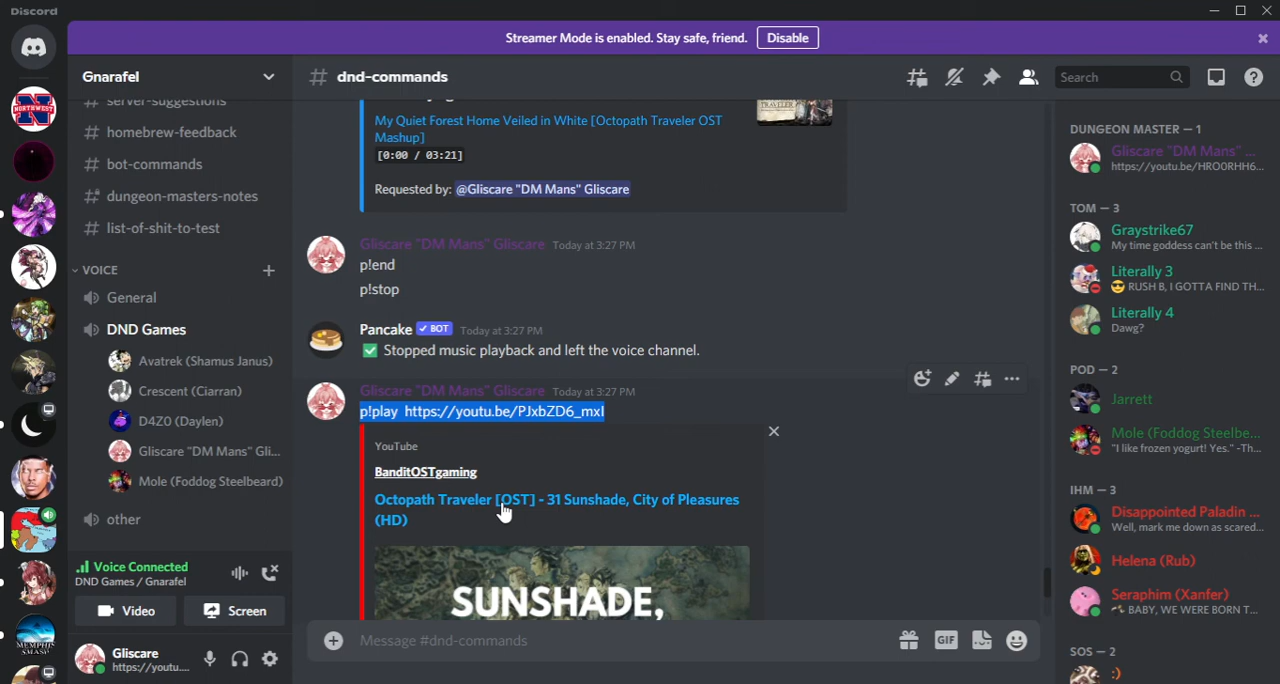 Discord
Streamer Mode is enabled. Stay safe, friend. Disable
Gnarafel
# server-suggestions
# homebrew-feedback
# bot-commands
# dungeon-masters-notes
# list-of-shit-to-test
VOICE
General
DND Games
Avatrek (Shamus Janus)
Crescent (Ciarran)
D4Z0 (Daylen)
Gliscare "DM Mans" Gli...
Mole (Foddog Steelbeard)
other
Voice Connected
DND Games / Gnarafel
Video Screen
Gliscare
https://youtu....
NORTHWEST
MEMPHIS
# dnd-commands
Search
My Quiet Forest Home Veiled in White [Octopath Traveler OST
Mashup]
[0:00 / 03:21]
Requested by: @Gliscare "DM Mans" Gliscare
TRAVELER
Gliscare "DM Mans" Gliscare Today at 3:27 PM
p!end
p!stop
Pancake ✓ BOT Today at 3:27 PM
✅ Stopped music playback and left the voice channel.
Gliscare "DM Mans" Gliscare Today at 3:27 PM
p!play https://youtu.be/PJxbZD6_mxI
YouTube
BanditOSTgaming
Octopath Traveler [OST] - 31 Sunshade, City of Pleasures
(HD)
SUNSHADE,
Message #dnd-commands
GIF
DUNGEON MASTER — 1
Gliscare "DM Mans" ...
https://youtu.be/HROORHH6...
TOM — 3
Graystrike67
My time goddess can't be this ...
Literally 3
😎 RUSH B, I GOTTA FIND TH...
Literally 4
Dawg?
POD — 2
Jarrett
Mole (Foddog Steelbe...
"I like frozen yogurt! Yes." -Th...
IHM — 3
Disappointed Paladin ...
Well, mark me down as scared...
Helena (Rub)
Seraphim (Xanfer)
BABY, WE WERE BORN T...
SOS — 2
:)